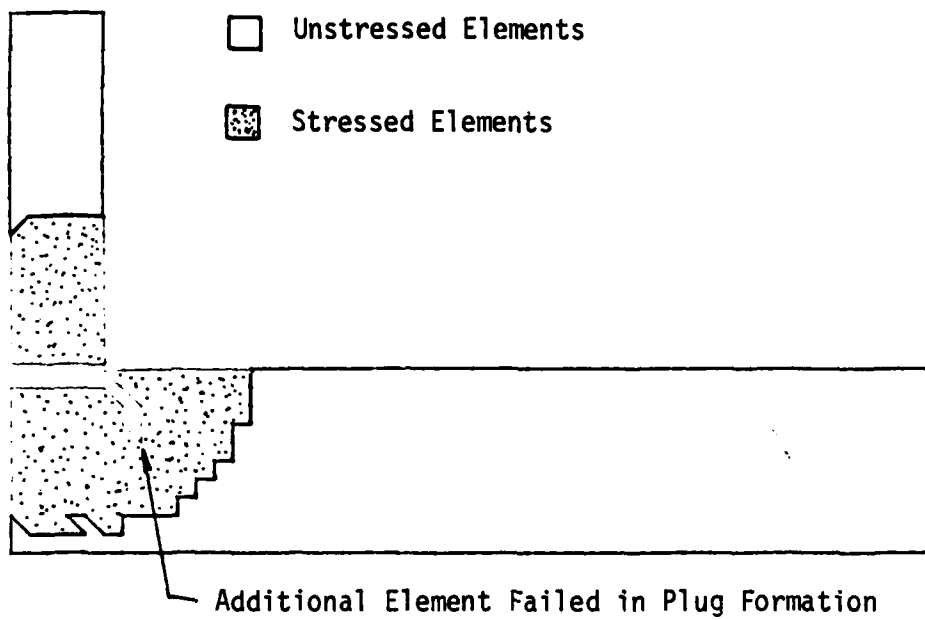 Unstressed Elements
Stressed Elements
Additional Element Failed in Plug Formation